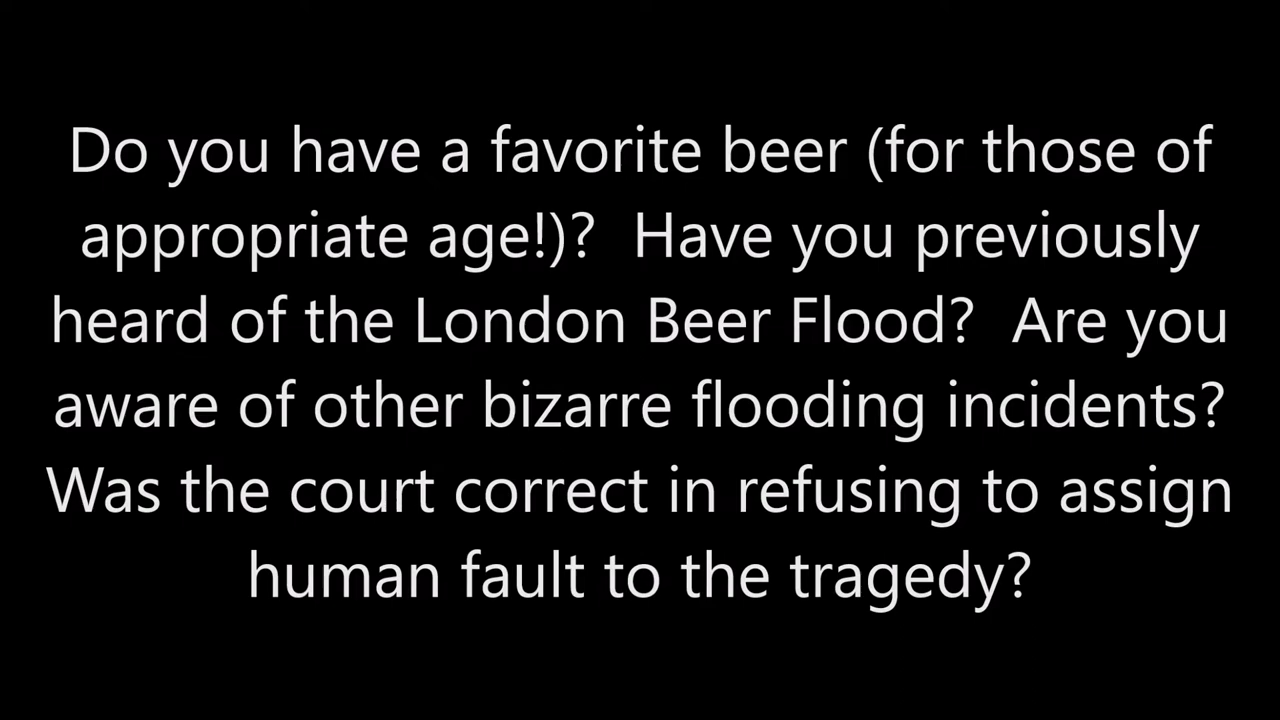 Do you have a favorite beer (for those of
appropriate age!)?  Have you previously
heard of the London Beer Flood?  Are you
aware of other bizarre flooding incidents?
Was the court correct in refusing to assign
human fault to the tragedy?